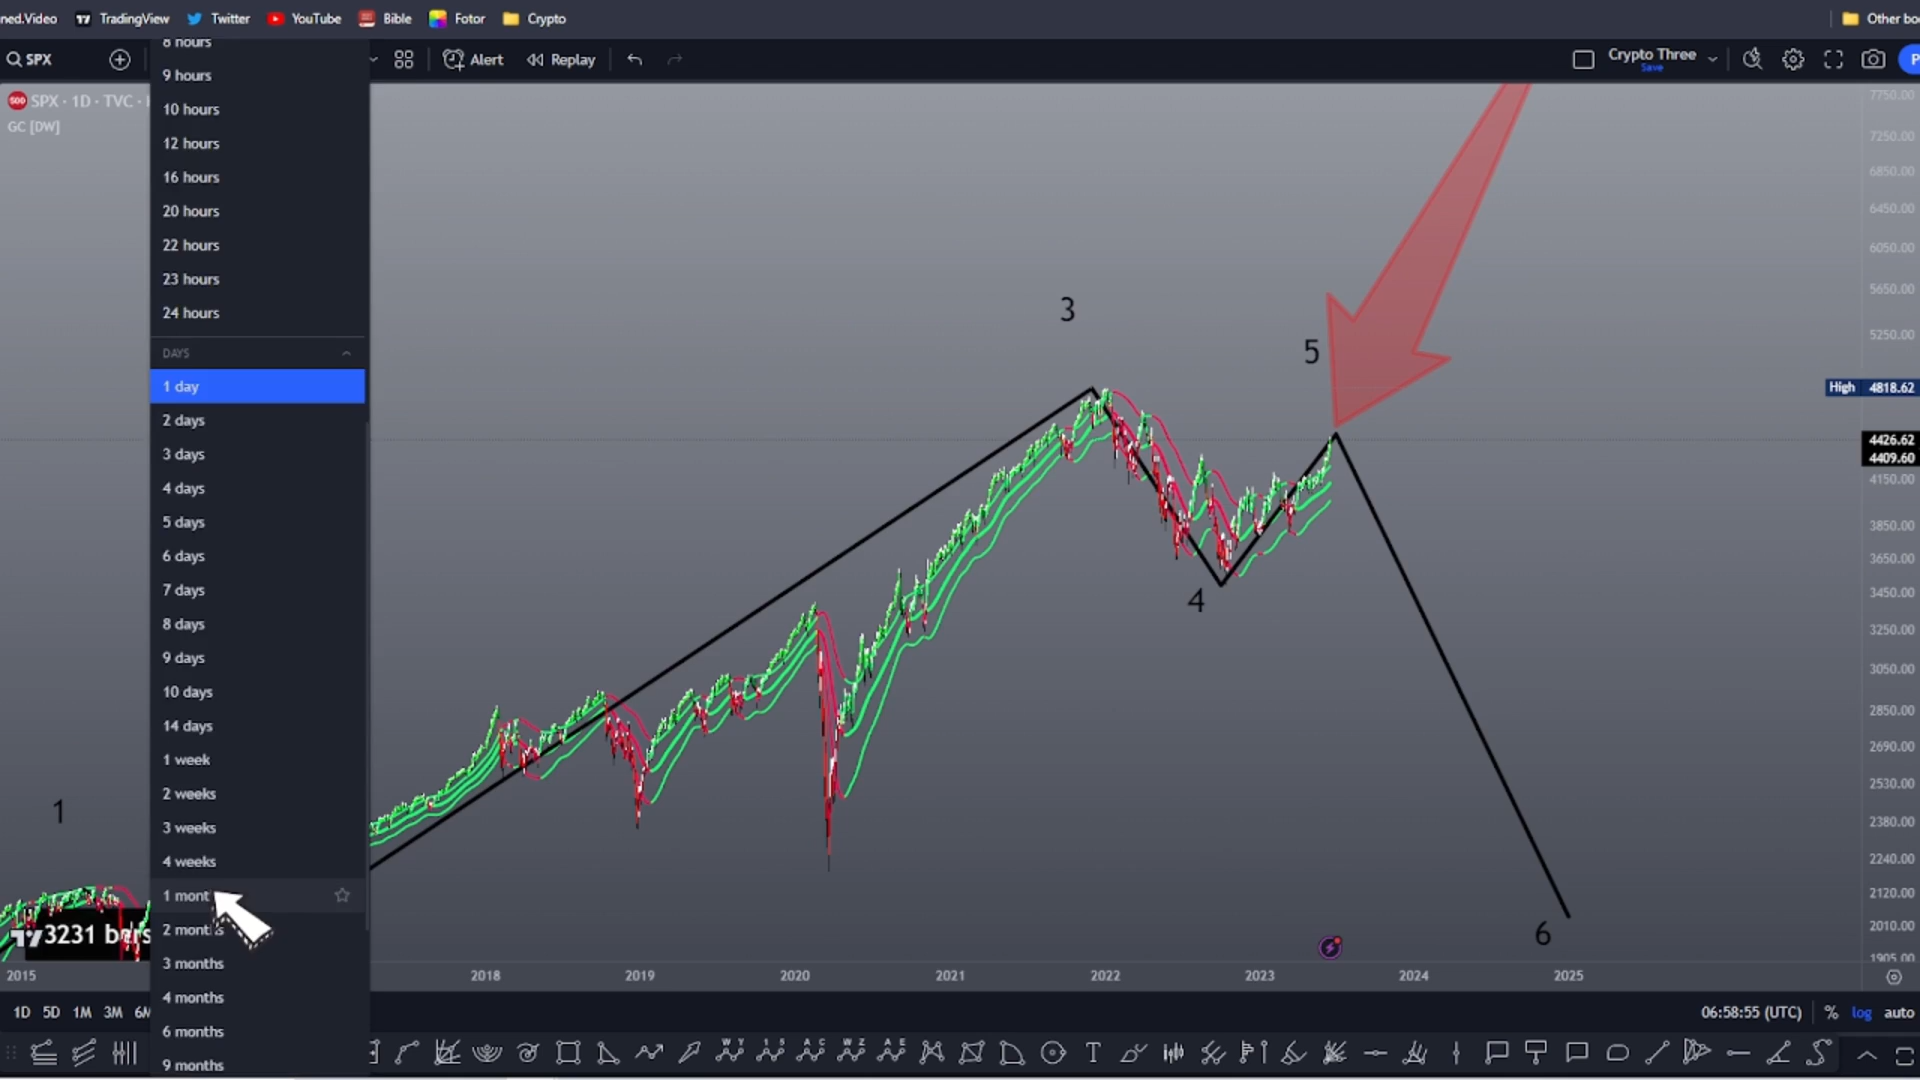 ned.Video TradingView Twitter YouTube Bible Fotor Crypto Other bo
SPX Alert Replay Crypto Three
Save
SPX · 1D · TVC ·
GC [DW]
8 hours
9 hours
10 hours
12 hours
16 hours
20 hours
22 hours
23 hours
24 hours
DAYS
1 day
2 days
3 days
4 days
5 days
6 days
7 days
8 days
9 days
10 days
14 days
1 week
2 weeks
3 weeks
4 weeks
1 mont
2 months
3 months
4 months
6 months
9 months
1
3
4
5
6
3231 bars
7750.00
7250.00
6850.00
6450.00
6050.00
5650.00
5250.00
High 4818.62
4426.62
4409.60
4150.00
3850.00
3650.00
3450.00
3250.00
3050.00
2850.00
2690.00
2530.00
2380.00
2240.00
2120.00
2010.00
1905.00
2015 2018 2019 2020 2021 2022 2023 2024 2025
1D 5D 1M 3M 6M 06:58:55 (UTC) % log auto